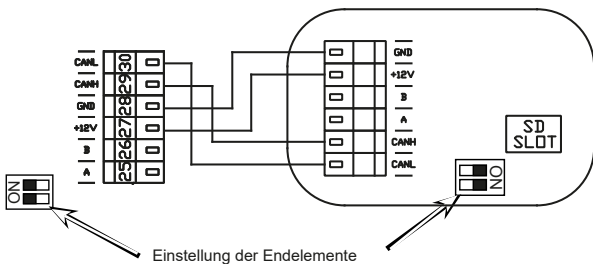 CANL 30
CANH 29
GND 28
+12V 27
B 26
A 25
ON
GND
+12V
B
A
CANH
CANL
SD
SLOT
ON
Einstellung der Endelemente